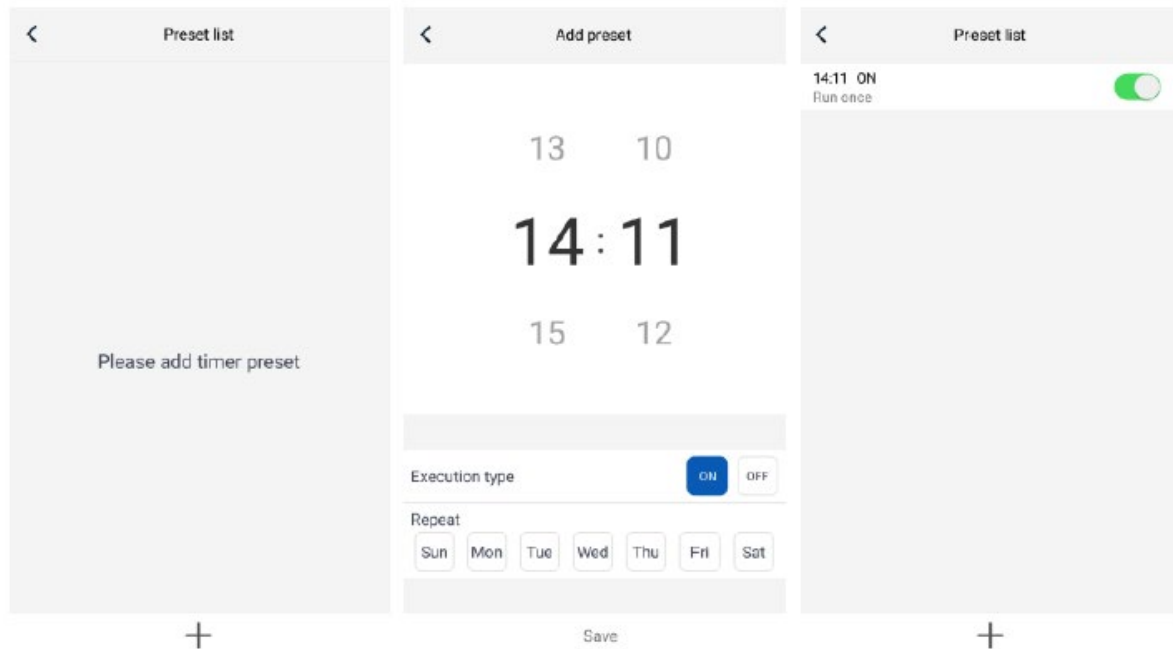 Preset list
Please add timer preset
Add preset
13 10
14 : 11
15 12
Execution type ON OFF
Repeat
Sun Mon Tue Wed Thu Fri Sat
Save
Preset list
14:11 ON
Run once